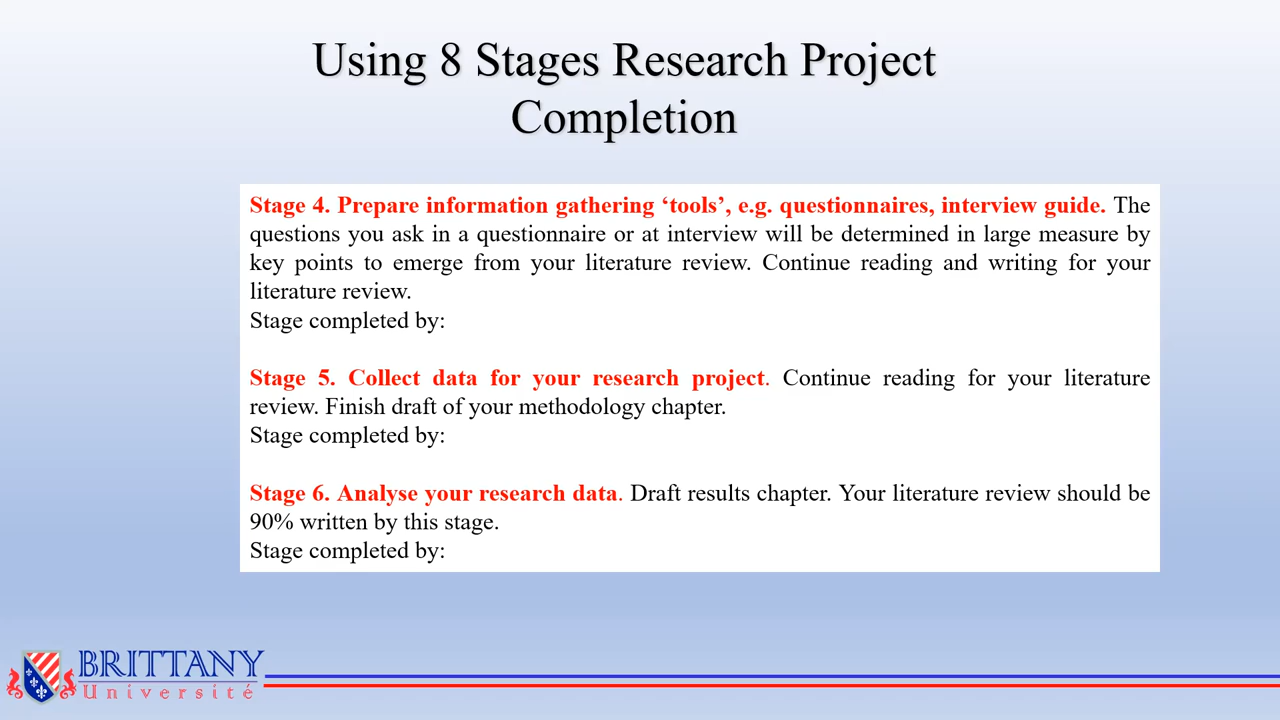 Using 8 Stages Research Project
Completion
Stage 4. Prepare information gathering ‘tools’, e.g. questionnaires, interview guide. The
questions you ask in a questionnaire or at interview will be determined in large measure by
key points to emerge from your literature review. Continue reading and writing for your
literature review.
Stage completed by:
Stage 5. Collect data for your research project. Continue reading for your literature
review. Finish draft of your methodology chapter.
Stage completed by:
Stage 6. Analyse your research data. Draft results chapter. Your literature review should be
90% written by this stage.
Stage completed by:
BRITTANY
Université